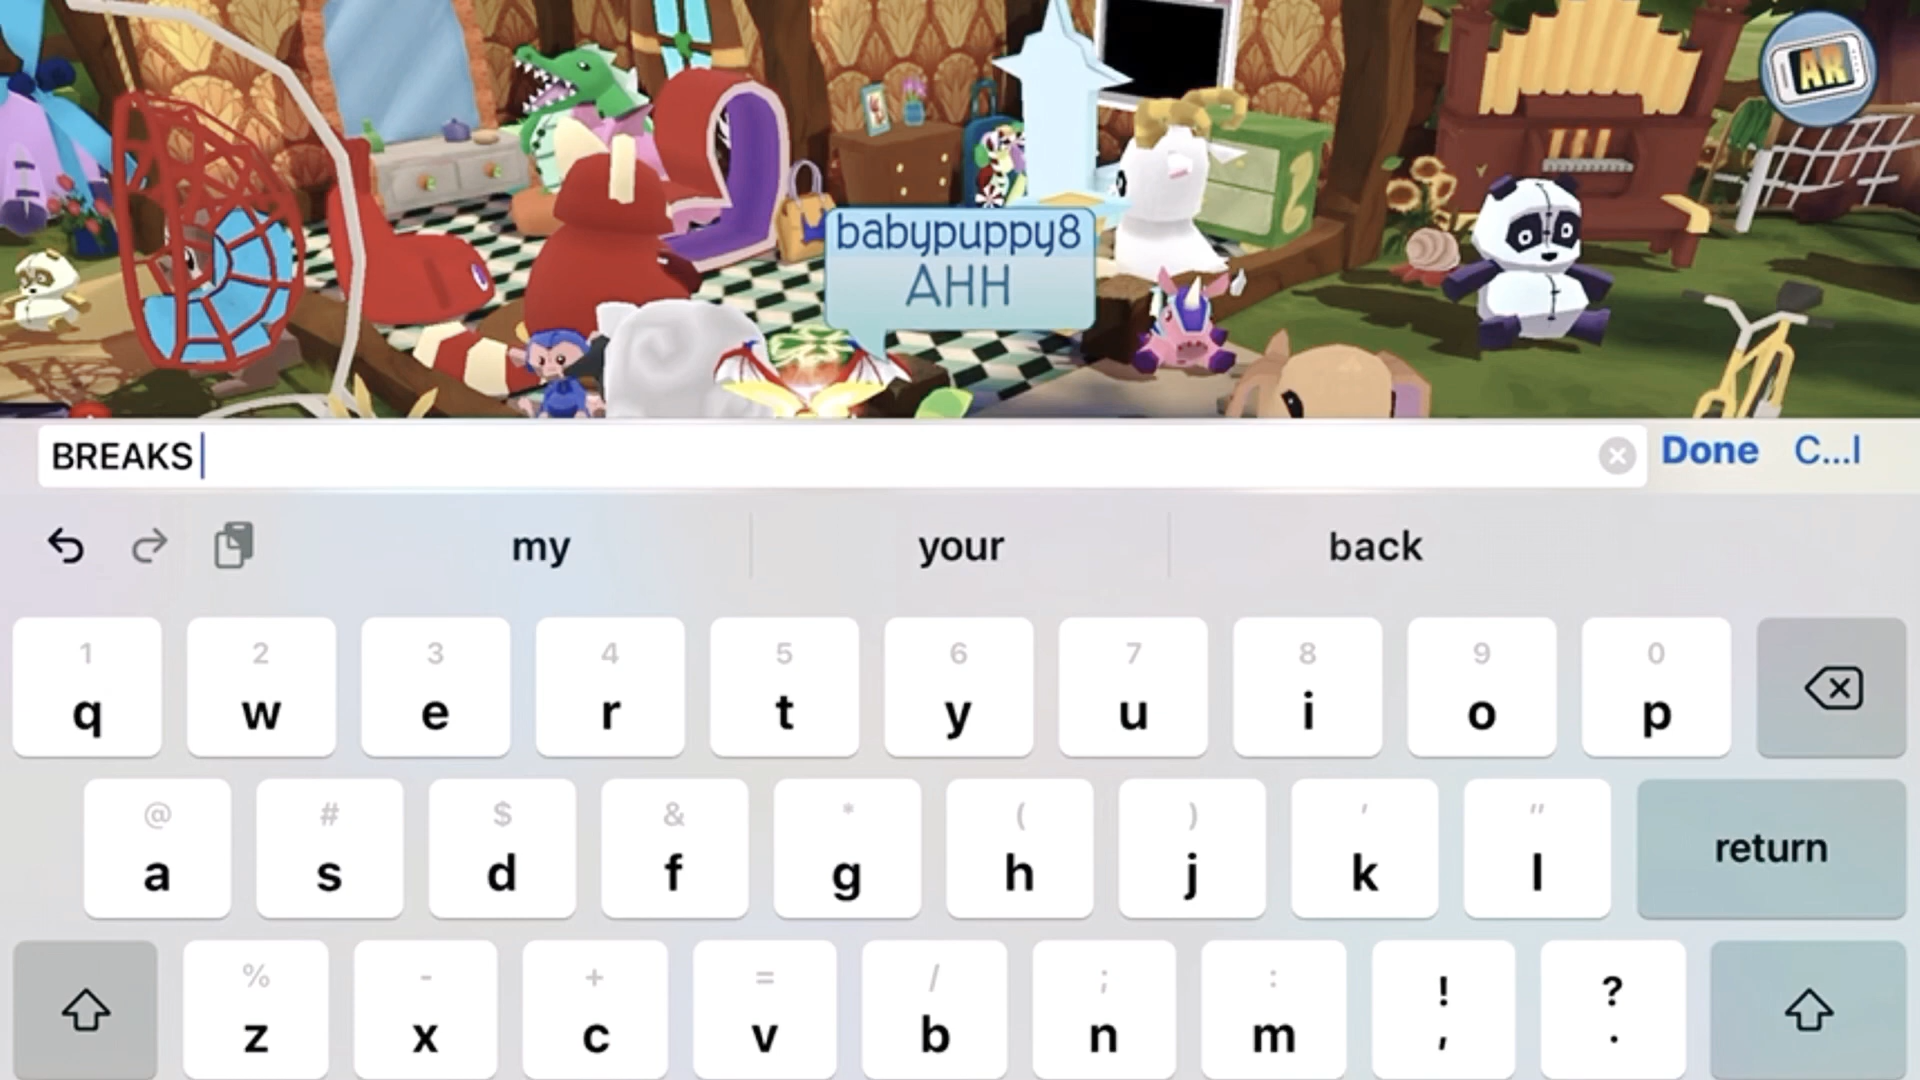 AR
babypuppy8
AHH
BREAKS
Done C...l
my your back
1 2 3 4 5 6 7 8 9 0
q w e r t y u i o p
@ # $ & * ( ) ' "
a s d f g h j k l return
% - + = / ; : ! ?
z x c v b n m , .